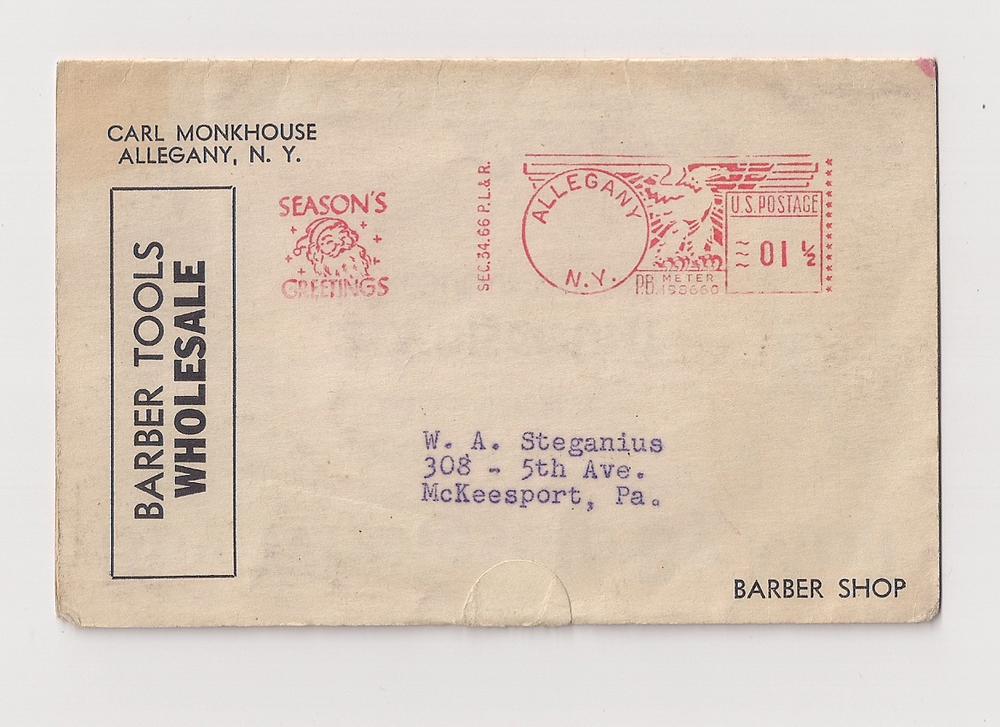 CARL MONKHOUSE
ALLEGANY, N. Y.
BARBER TOOLS
WHOLESALE
SEASON'S
GREETINGS
SEC. 34.66 P.L.& R.
ALLEGANY
N.Y.
P.B. METER
198660
U.S. POSTAGE
01 ½
W. A. Steganius
308 - 5th Ave.
McKeesport, Pa.
BARBER SHOP